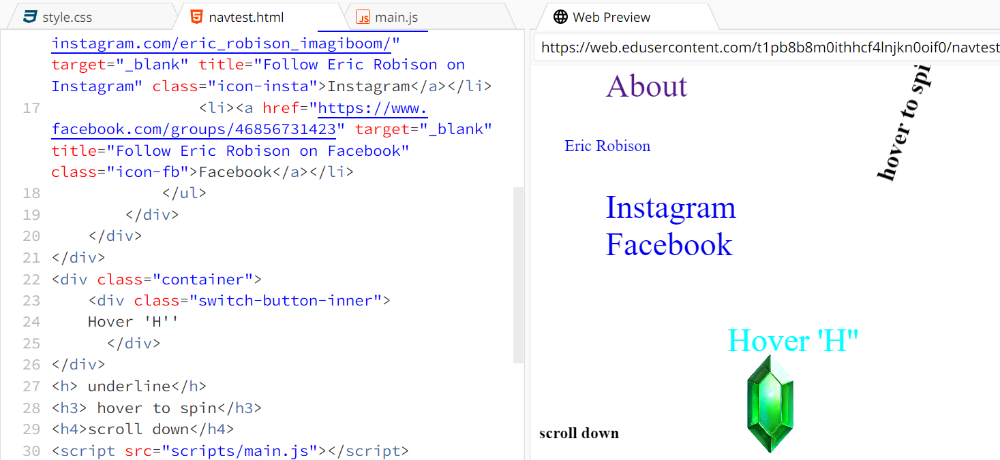 style.css
navtest.html
main.js
Web Preview
instagram.com/eric_robison_imagiboom/"
target="_blank" title="Follow Eric Robison on
Instagram" class="icon-insta">Instagram</a></li>
17 <li><a href="https://www.
facebook.com/groups/46856731423" target="_blank"
title="Follow Eric Robison on Facebook"
class="icon-fb">Facebook</a></li>
18 </ul>
19 </div>
20 </div>
21 </div>
22 <div class="container">
23 <div class="switch-button-inner">
24 Hover 'H''
25 </div>
26 </div>
27 <h> underline</h>
28 <h3> hover to spin</h3>
29 <h4>scroll down</h4>
30 <script src="scripts/main.js"></script>
https://web.edusercontent.com/t1pb8b8m0ithhcf4lnjkn0oif0/navtest
About
hover to spi
Eric Robison
Instagram
Facebook
Hover 'H''
scroll down